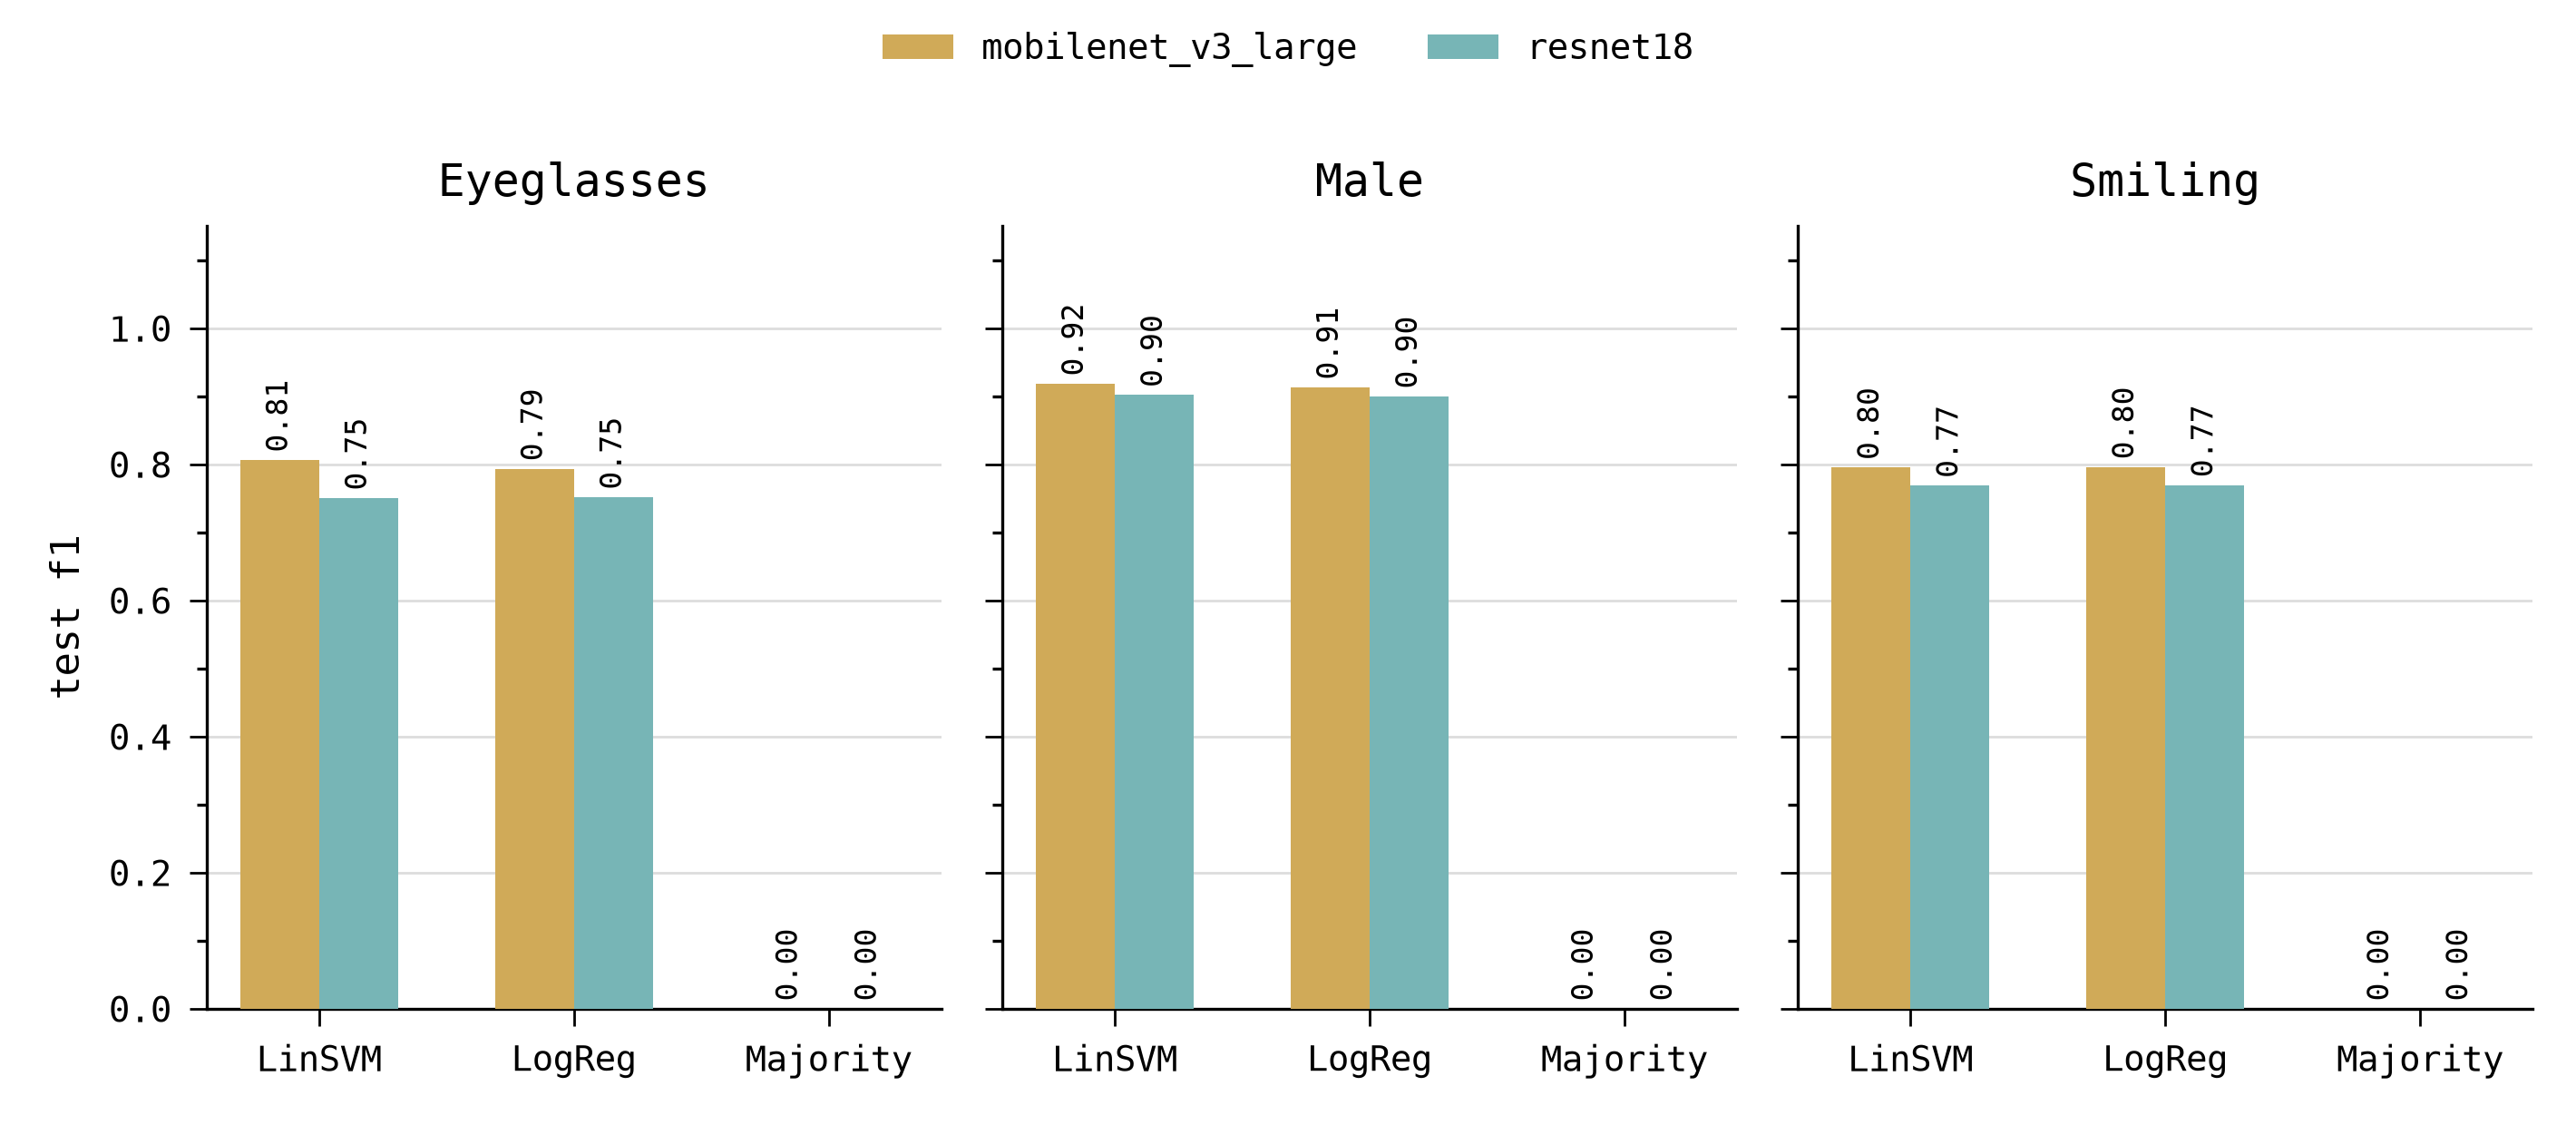 mobilenet_v3_large resnet18
Eyeglasses Male Smiling
test f1
1.0
0.8
0.6
0.4
0.2
0.0
0.81 0.75 0.79 0.75 0.00 0.00
0.92 0.90 0.91 0.90 0.00 0.00
0.80 0.77 0.80 0.77 0.00 0.00
LinSVM LogReg Majority LinSVM LogReg Majority LinSVM LogReg Majority